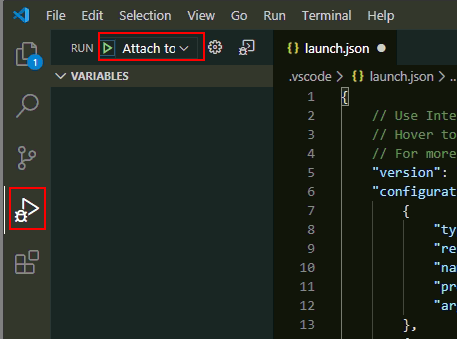 File Edit Selection View Go Run Terminal Help
1
RUN Attach to
VARIABLES
{} launch.json
.vscode > {} launch.json > ...
1 {
2 // Use Inte
3 // Hover to
4 // For more
5 "version":
6 "configurat
7 {
8 "ty
9 "re
10 "na
11 "pr
12 "ar
13 },